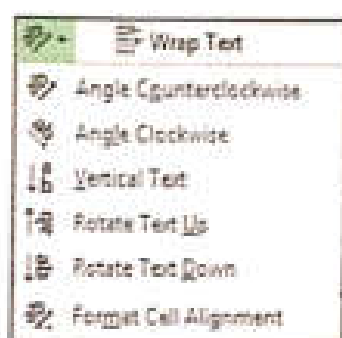 Wrap Text
Angle Counterclockwise
Angle Clockwise
Vertical Text
Rotate Text Up
Rotate Text Down
Format Cell Alignment